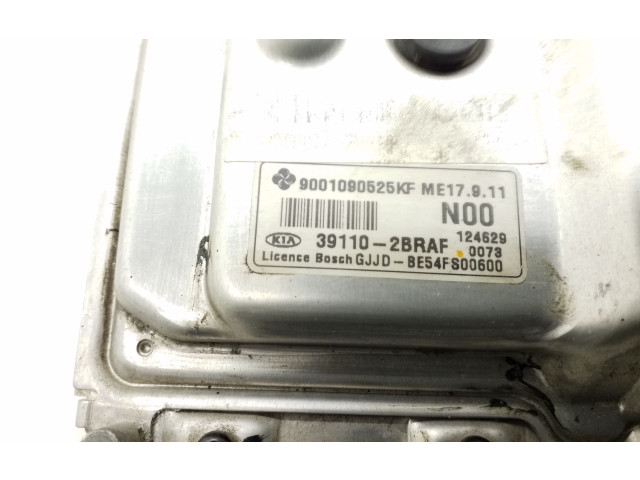 9001090525KF ME17.9.11
N00
KIA 39110-2BRAF 124629
0073
Licence Bosch GJJD-BE54FS00600